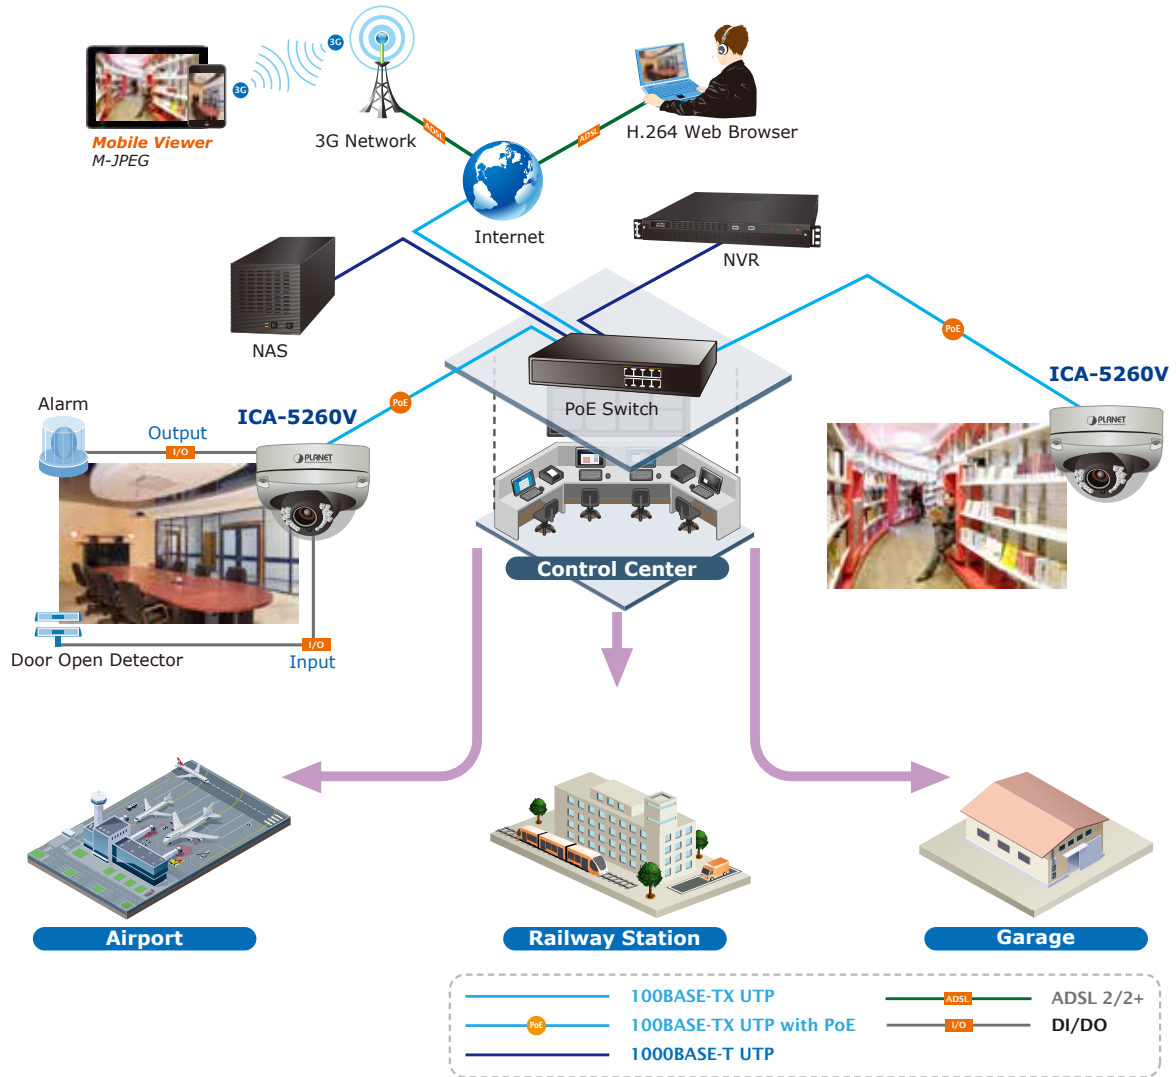 3G
3G
Mobile Viewer
M-JPEG
3G Network
ADSL
ADSL
H.264 Web Browser
Internet
NAS
NVR
PoE
PoE
PoE Switch
ICA-5260V
ICA-5260V
Alarm
Output
I/O
PLANET
PLANET
Control Center
Door Open Detector
I/O
Input
Airport
Railway Station
Garage
100BASE-TX UTP
ADSL
ADSL 2/2+
PoE
100BASE-TX UTP with PoE
I/O
DI/DO
1000BASE-T UTP